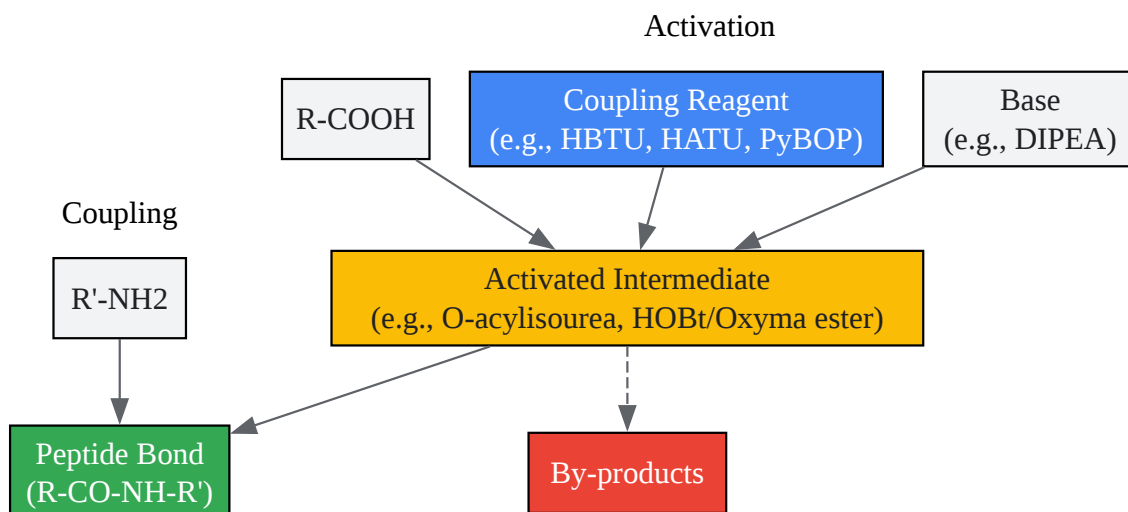 Activation
R-COOH
Coupling Reagent
(e.g., HBTU, HATU, PyBOP)
Base
(e.g., DIPEA)
Coupling
R'-NH2
Activated Intermediate
(e.g., O-acylisourea, HOBt/Oxyma ester)
Peptide Bond
(R-CO-NH-R')
By-products